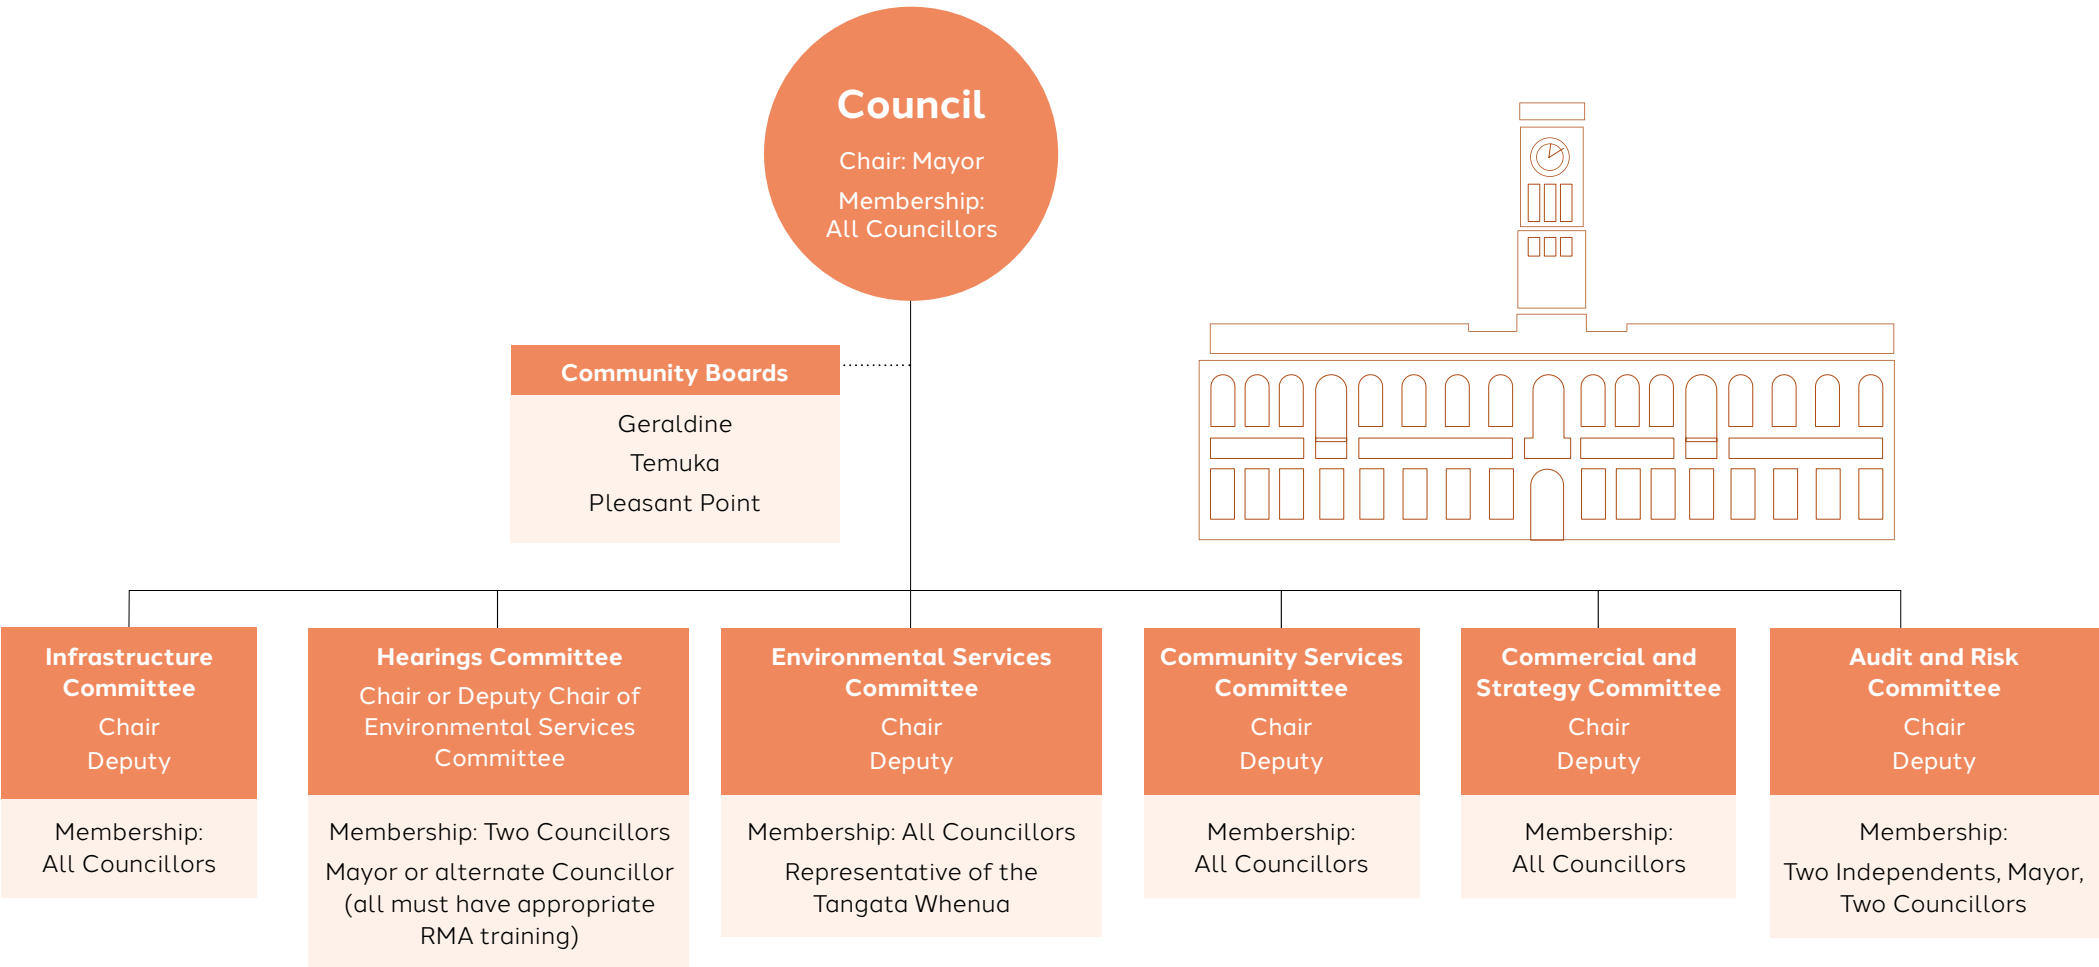 Council
Chair: Mayor
Membership:
All Councillors
Community Boards
Geraldine
Temuka
Pleasant Point
Infrastructure
Committee
Chair
Deputy
Membership:
All Councillors
Hearings Committee
Chair or Deputy Chair of
Environmental Services
Committee
Membership: Two Councillors
Mayor or alternate Councillor
(all must have appropriate
RMA training)
Environmental Services
Committee
Chair
Deputy
Membership: All Councillors
Representative of the
Tangata Whenua
Community Services
Committee
Chair
Deputy
Membership:
All Councillors
Commercial and
Strategy Committee
Chair
Deputy
Membership:
All Councillors
Audit and Risk
Committee
Chair
Deputy
Membership:
Two Independents, Mayor,
Two Councillors